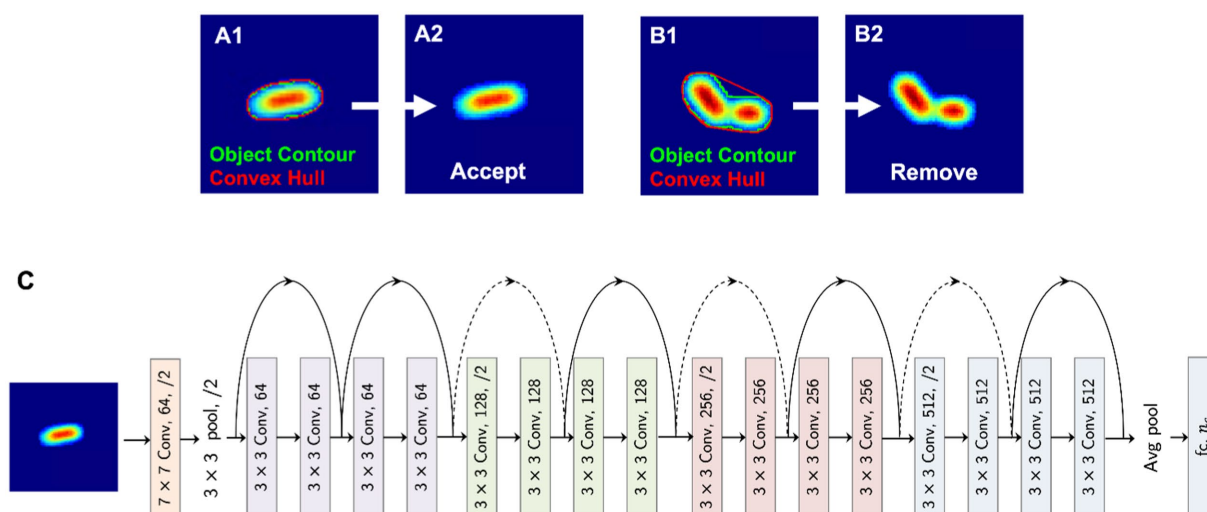 A1
A2
B1
B2
Object Contour
Convex Hull
Accept
Object Contour
Convex Hull
Remove
C
7 × 7 Conv, 64, /2
3 × 3 pool, /2
3 × 3 Conv, 64
3 × 3 Conv, 64
3 × 3 Conv, 64
3 × 3 Conv, 64
3 × 3 Conv, 128, /2
3 × 3 Conv, 128
3 × 3 Conv, 128
3 × 3 Conv, 128
3 × 3 Conv, 256, /2
3 × 3 Conv, 256
3 × 3 Conv, 256
3 × 3 Conv, 256
3 × 3 Conv, 512, /2
3 × 3 Conv, 512
3 × 3 Conv, 512
3 × 3 Conv, 512
Avg pool
fc,